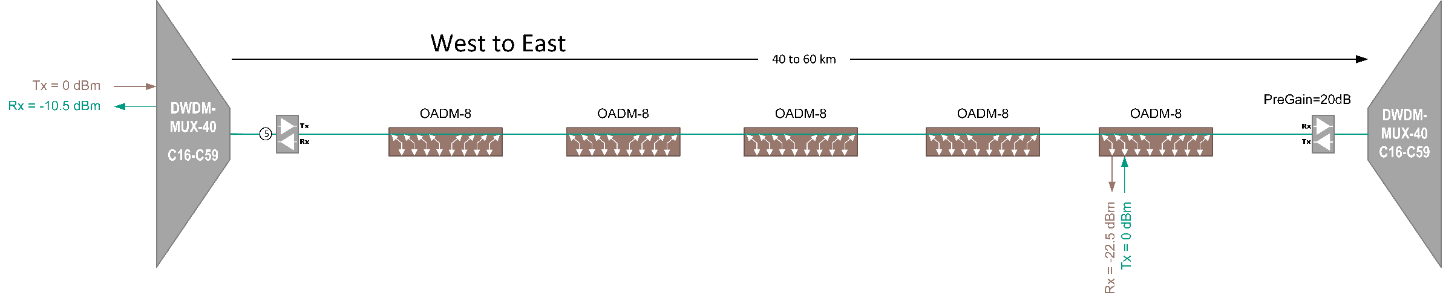 West to East
40 to 60 km
Tx = 0 dBm
Rx = -10.5 dBm
DWDM-
MUX-40
C16-C59
5
Tx
Rx
OADM-8
OADM-8
OADM-8
OADM-8
OADM-8
Rx = -22.5 dBm
Tx = 0 dBm
PreGain=20dB
Rx
Tx
DWDM-
MUX-40
C16-C59